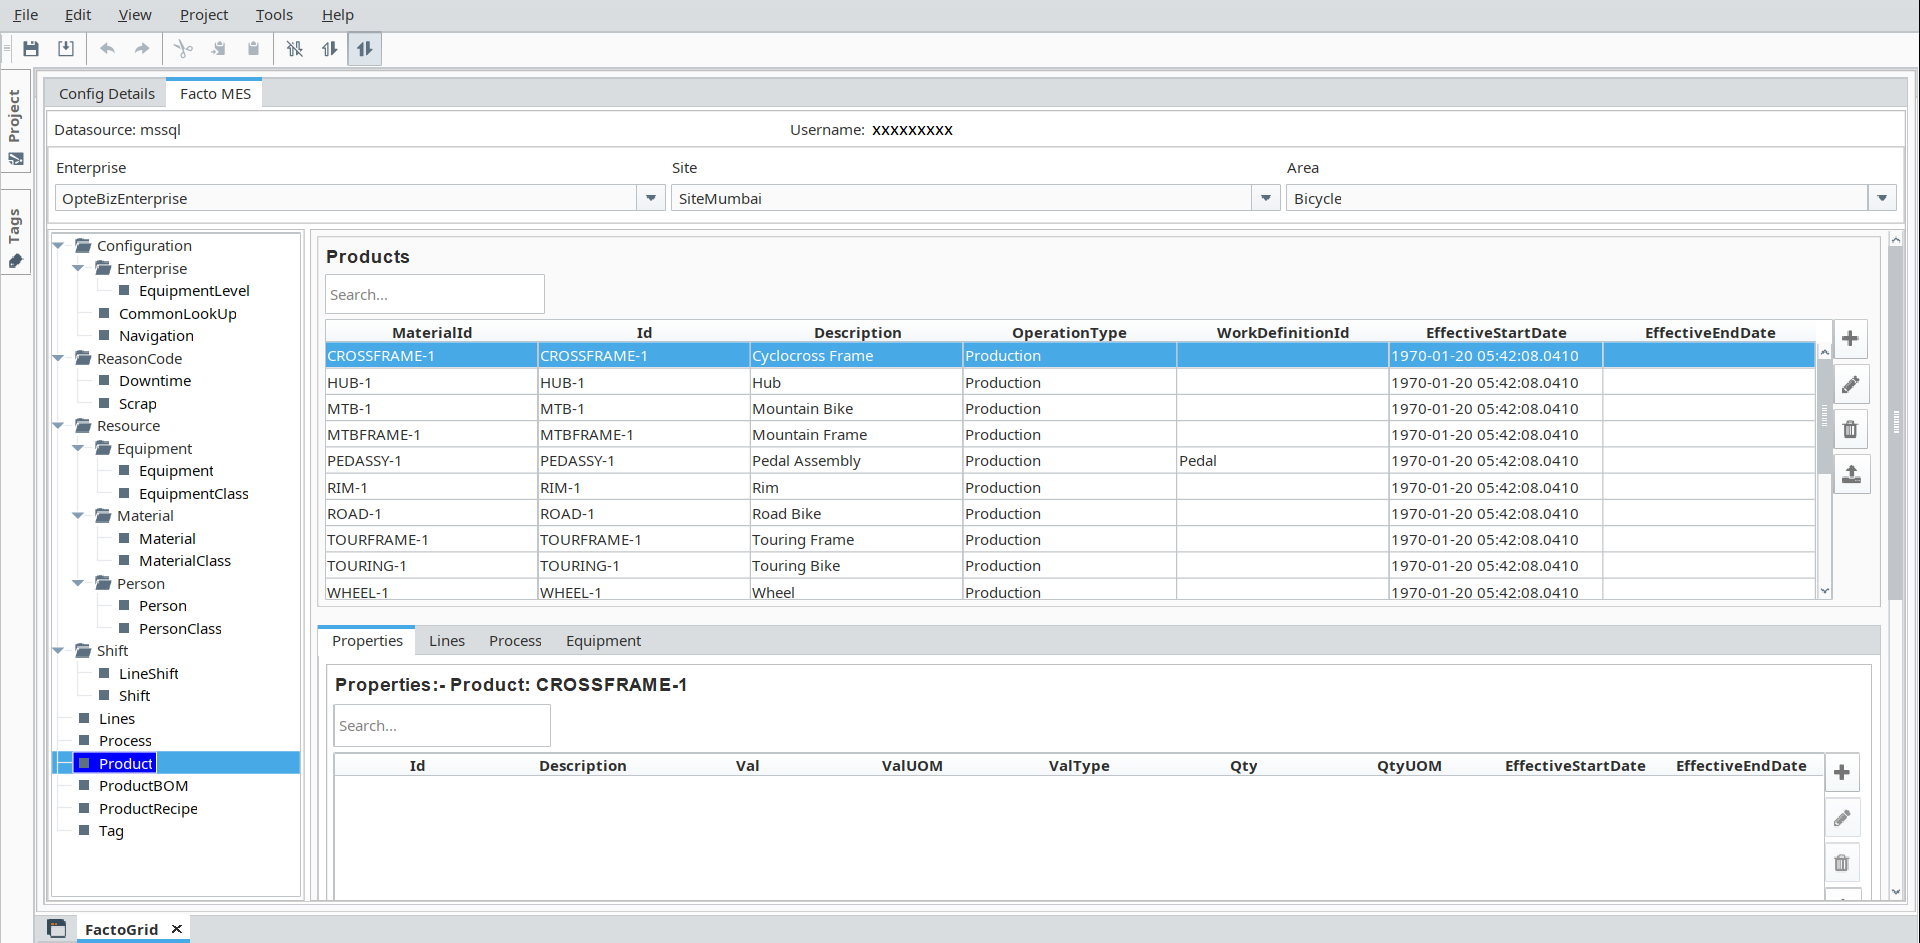 File Edit View Project Tools Help
Project
Tags
Config Details Facto MES
Datasource: mssql Username: xxxxxxxxx
Enterprise Site Area
OpteBizEnterprise SiteMumbai Bicycle
Configuration
Enterprise
EquipmentLevel
CommonLookUp
Navigation
ReasonCode
Downtime
Scrap
Resource
Equipment
Equipment
EquipmentClass
Material
Material
MaterialClass
Person
Person
PersonClass
Shift
LineShift
Shift
Lines
Process
Product
ProductBOM
ProductRecipe
Tag
Products
Search...
MaterialId Id Description OperationType WorkDefinitionId EffectiveStartDate EffectiveEndDate
CROSSFRAME-1 CROSSFRAME-1 Cyclocross Frame Production 1970-01-20 05:42:08.0410
HUB-1 HUB-1 Hub Production 1970-01-20 05:42:08.0410
MTB-1 MTB-1 Mountain Bike Production 1970-01-20 05:42:08.0410
MTBFRAME-1 MTBFRAME-1 Mountain Frame Production 1970-01-20 05:42:08.0410
PEDASSY-1 PEDASSY-1 Pedal Assembly Production Pedal 1970-01-20 05:42:08.0410
RIM-1 RIM-1 Rim Production 1970-01-20 05:42:08.0410
ROAD-1 ROAD-1 Road Bike Production 1970-01-20 05:42:08.0410
TOURFRAME-1 TOURFRAME-1 Touring Frame Production 1970-01-20 05:42:08.0410
TOURING-1 TOURING-1 Touring Bike Production 1970-01-20 05:42:08.0410
WHEEL-1 WHEEL-1 Wheel Production 1970-01-20 05:42:08.0410
Properties Lines Process Equipment
Properties:- Product: CROSSFRAME-1
Search...
Id Description Val ValUOM ValType Qty QtyUOM EffectiveStartDate EffectiveEndDate
FactoGrid